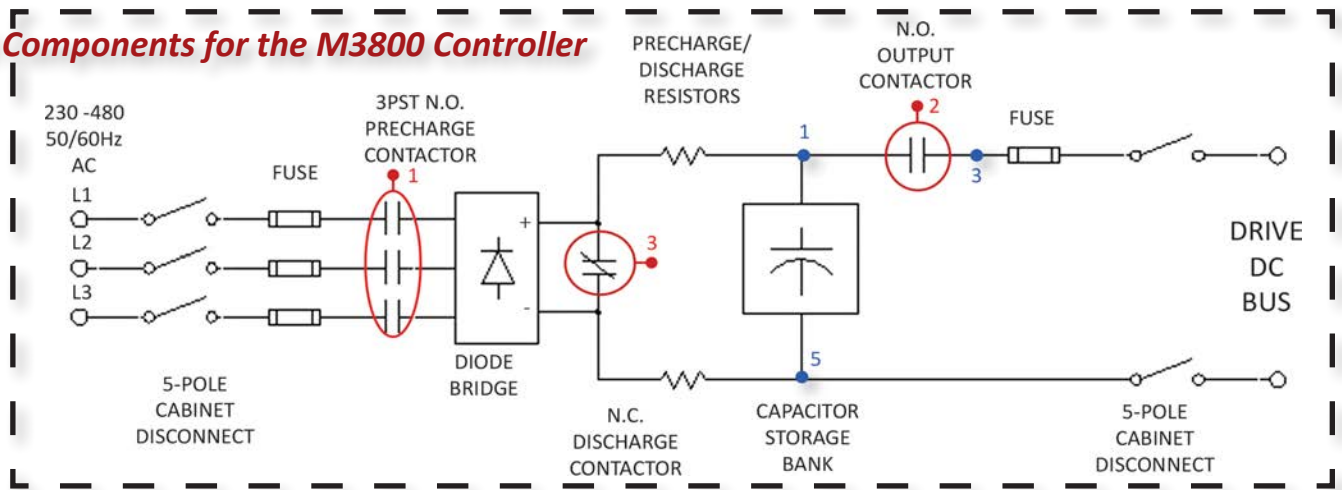 Components for the M3800 Controller
230 -480
50/60Hz
AC
L1
L2
L3
5-POLE
CABINET
DISCONNECT
FUSE
3PST N.O.
PRECHARGE
CONTACTOR
1
DIODE
BRIDGE
+
-
3
N.C.
DISCHARGE
CONTACTOR
PRECHARGE/
DISCHARGE
RESISTORS
1
5
CAPACITOR
STORAGE
BANK
N.O.
OUTPUT
CONTACTOR
2
3
FUSE
5-POLE
CABINET
DISCONNECT
DRIVE
DC
BUS